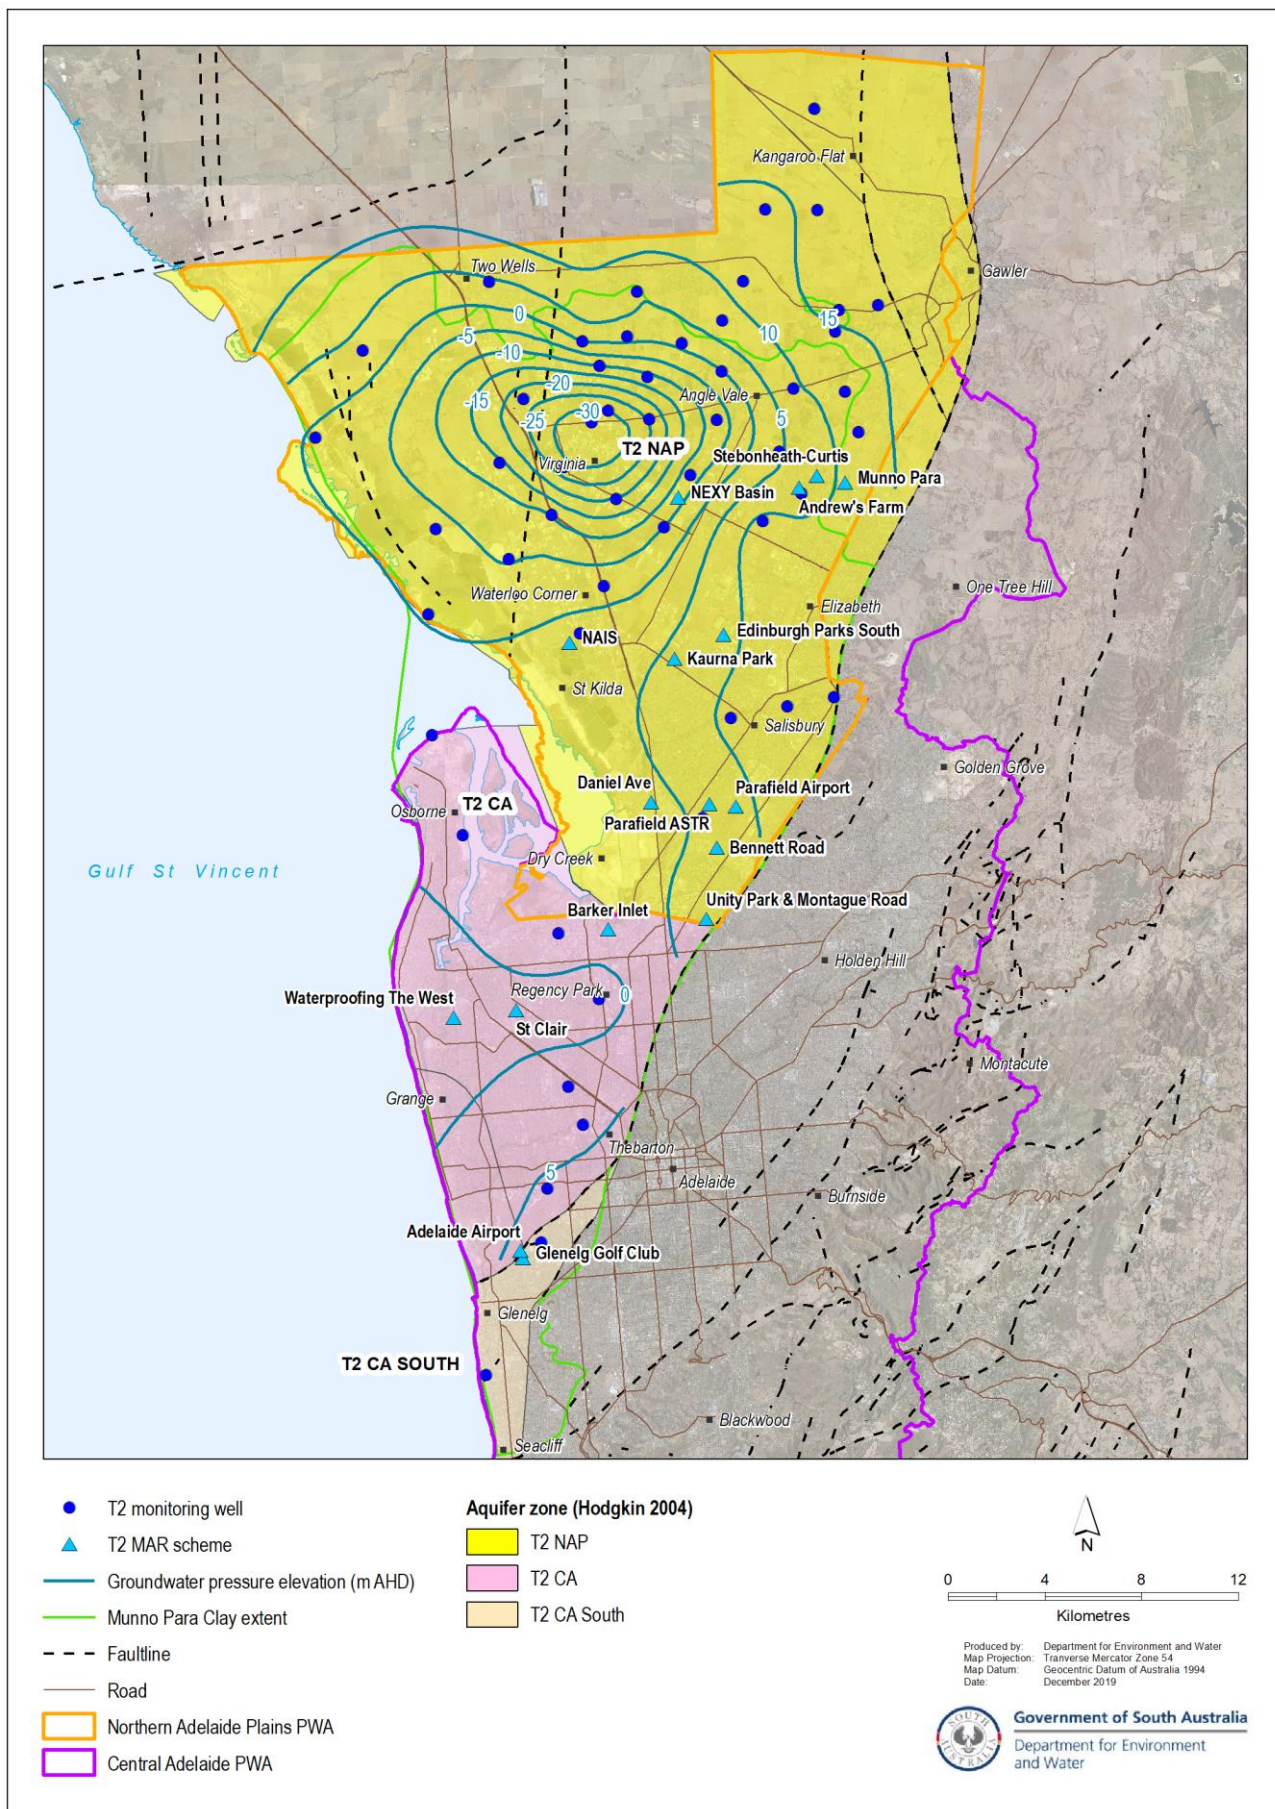 Kangaroo Flat
Two Wells
Gawler
0
15
10
-5
-10
-20
Angle Vale
-15
-30
5
-25
T2 NAP
Stebonheath-Curtis
Virginia
Munno Para
NEXY Basin
Andrew's Farm
One Tree Hill
Waterloo Corner
Elizabeth
NAIS
Edinburgh Parks South
Kaurna Park
St Kilda
Salisbury
Golden Grove
Daniel Ave
Parafield Airport
T2 CA
Osborne
Parafield ASTR
Bennett Road
Dry Creek
Gulf St Vincent
Unity Park & Montague Road
Barker Inlet
Holden Hill
Regency Park
0
Waterproofing The West
St Clair
Montacute
Grange
Thebarton
5
Adelaide
Burnside
Adelaide Airport
Glenelg Golf Club
Glenelg
T2 CA SOUTH
Blackwood
Seacliff
T2 monitoring well
T2 MAR scheme
Groundwater pressure elevation (m AHD)
Munno Para Clay extent
Faultline
Road
Northern Adelaide Plains PWA
Central Adelaide PWA
Aquifer zone (Hodgkin 2004)
T2 NAP
T2 CA
T2 CA South
N
0 4 8 12
Kilometres
Produced by: Department for Environment and Water
Map Projection: Tranverse Mercator Zone 54
Map Datum: Geocentric Datum of Australia 1994
Date: December 2019
SOUTH AUSTRALIA
Government of South Australia
Department for Environment
and Water